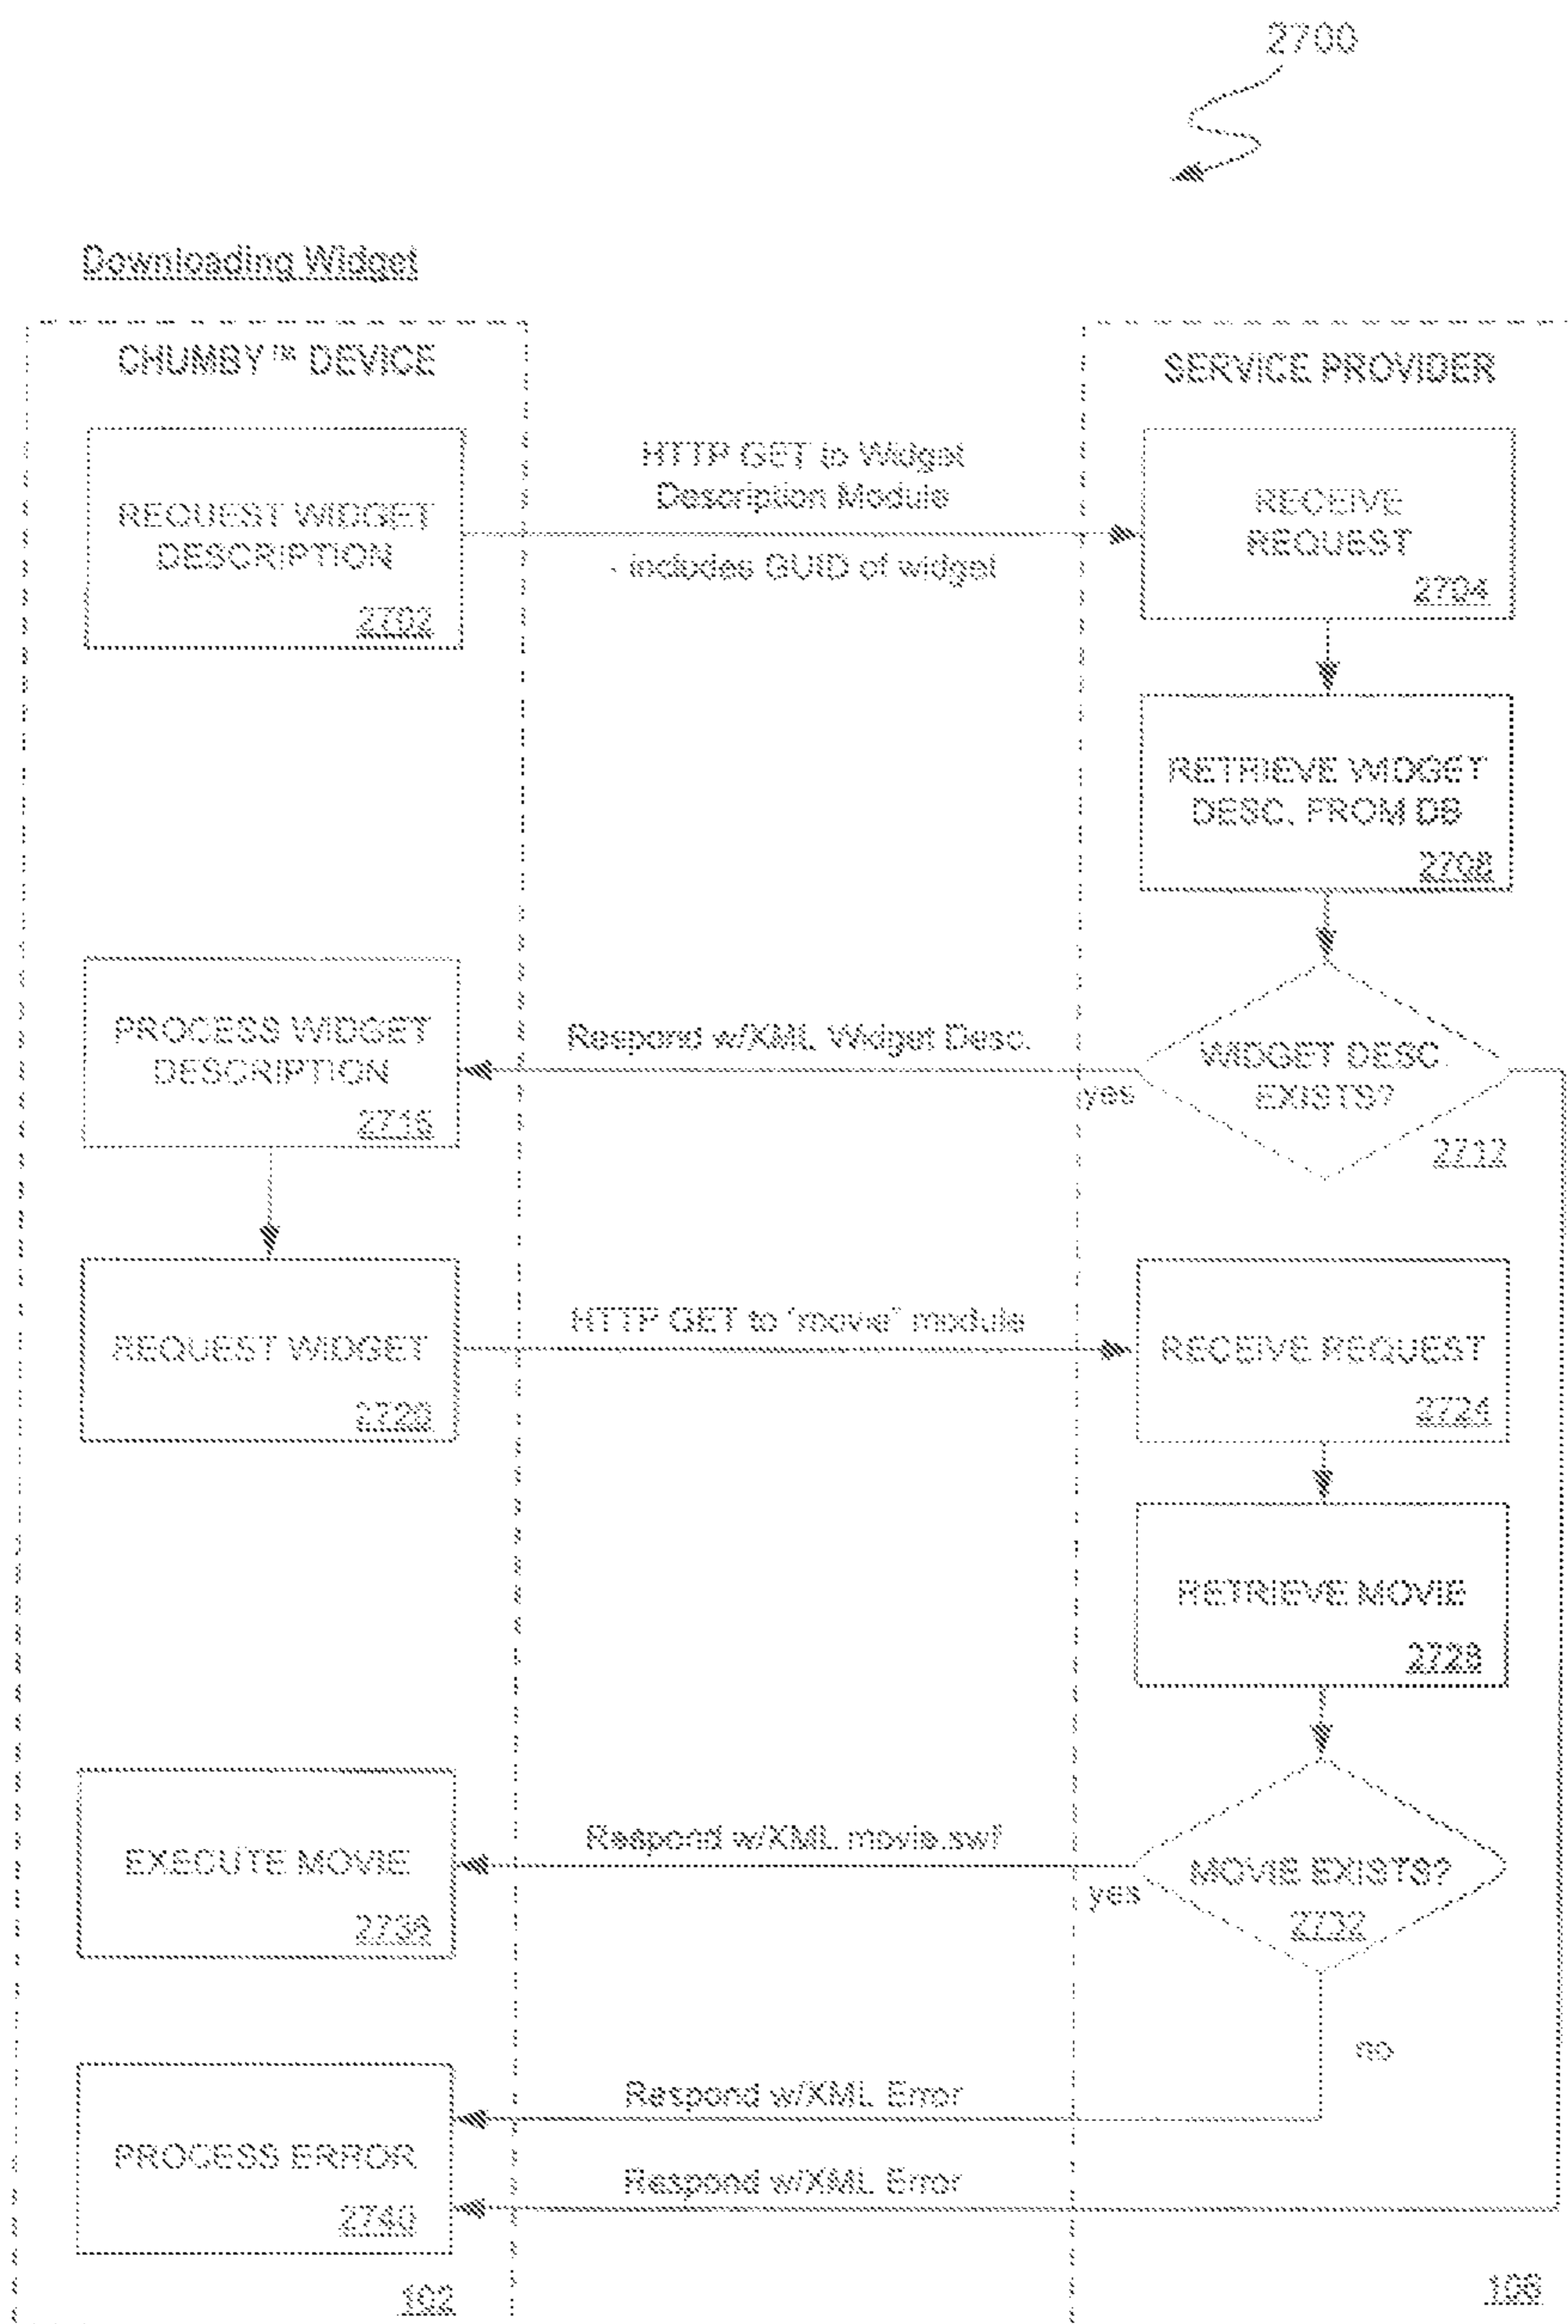 2700
Downloading Widget
CHUMBY™ DEVICE
SERVICE PROVIDER
REQUEST WIDGET
DESCRIPTION
2702
HTTP GET to Widget
Description Module
- includes GUID of widget
RECEIVE
REQUEST
2704
RETRIEVE WIDGET
DESC. FROM DB
2708
PROCESS WIDGET
DESCRIPTION
2716
Respond w/XML Widget Desc.
yes
WIDGET DESC.
EXISTS?
2712
REQUEST WIDGET
2720
HTTP GET to "movie" module
RECEIVE REQUEST
2724
RETRIEVE MOVIE
2728
EXECUTE MOVIE
2736
Respond w/XML movie.swf
yes
MOVIE EXISTS?
2732
no
Respond w/XML Error
PROCESS ERROR
2740
Respond w/XML Error
102
106